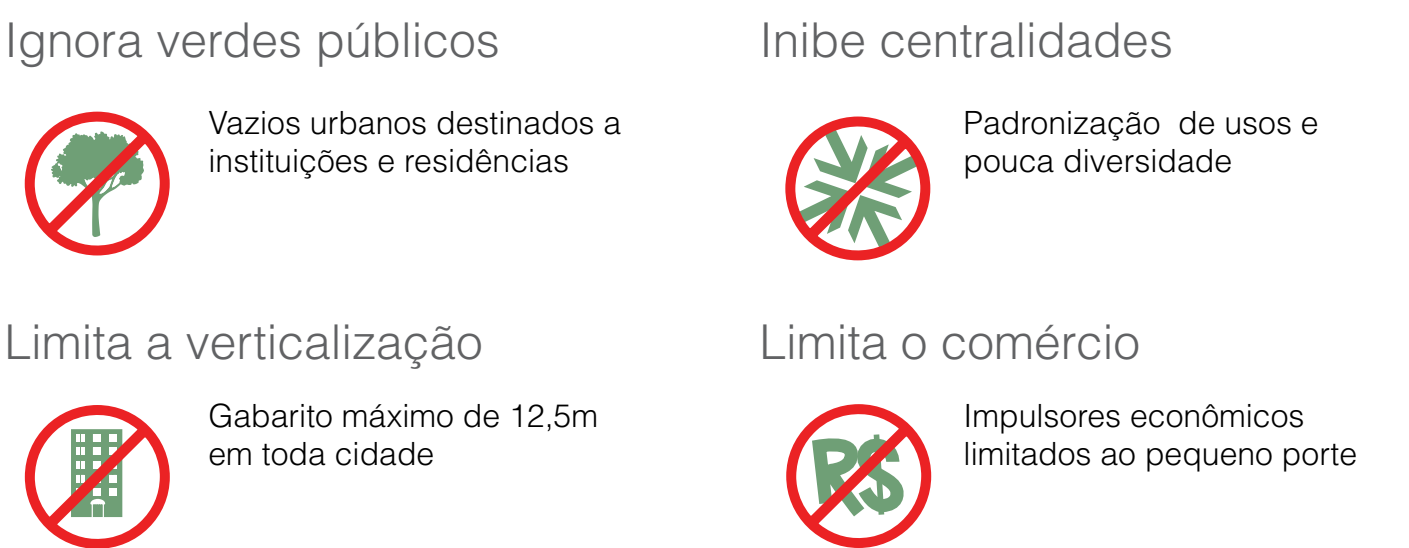 Ignora verdes públicos
Vazios urbanos destinados a
instituições e residências
Inibe centralidades
Padronização  de usos e
pouca diversidade
Limita a verticalização
Gabarito máximo de 12,5m
em toda cidade
Limita o comércio
R$
Impulsores econômicos
limitados ao pequeno porte